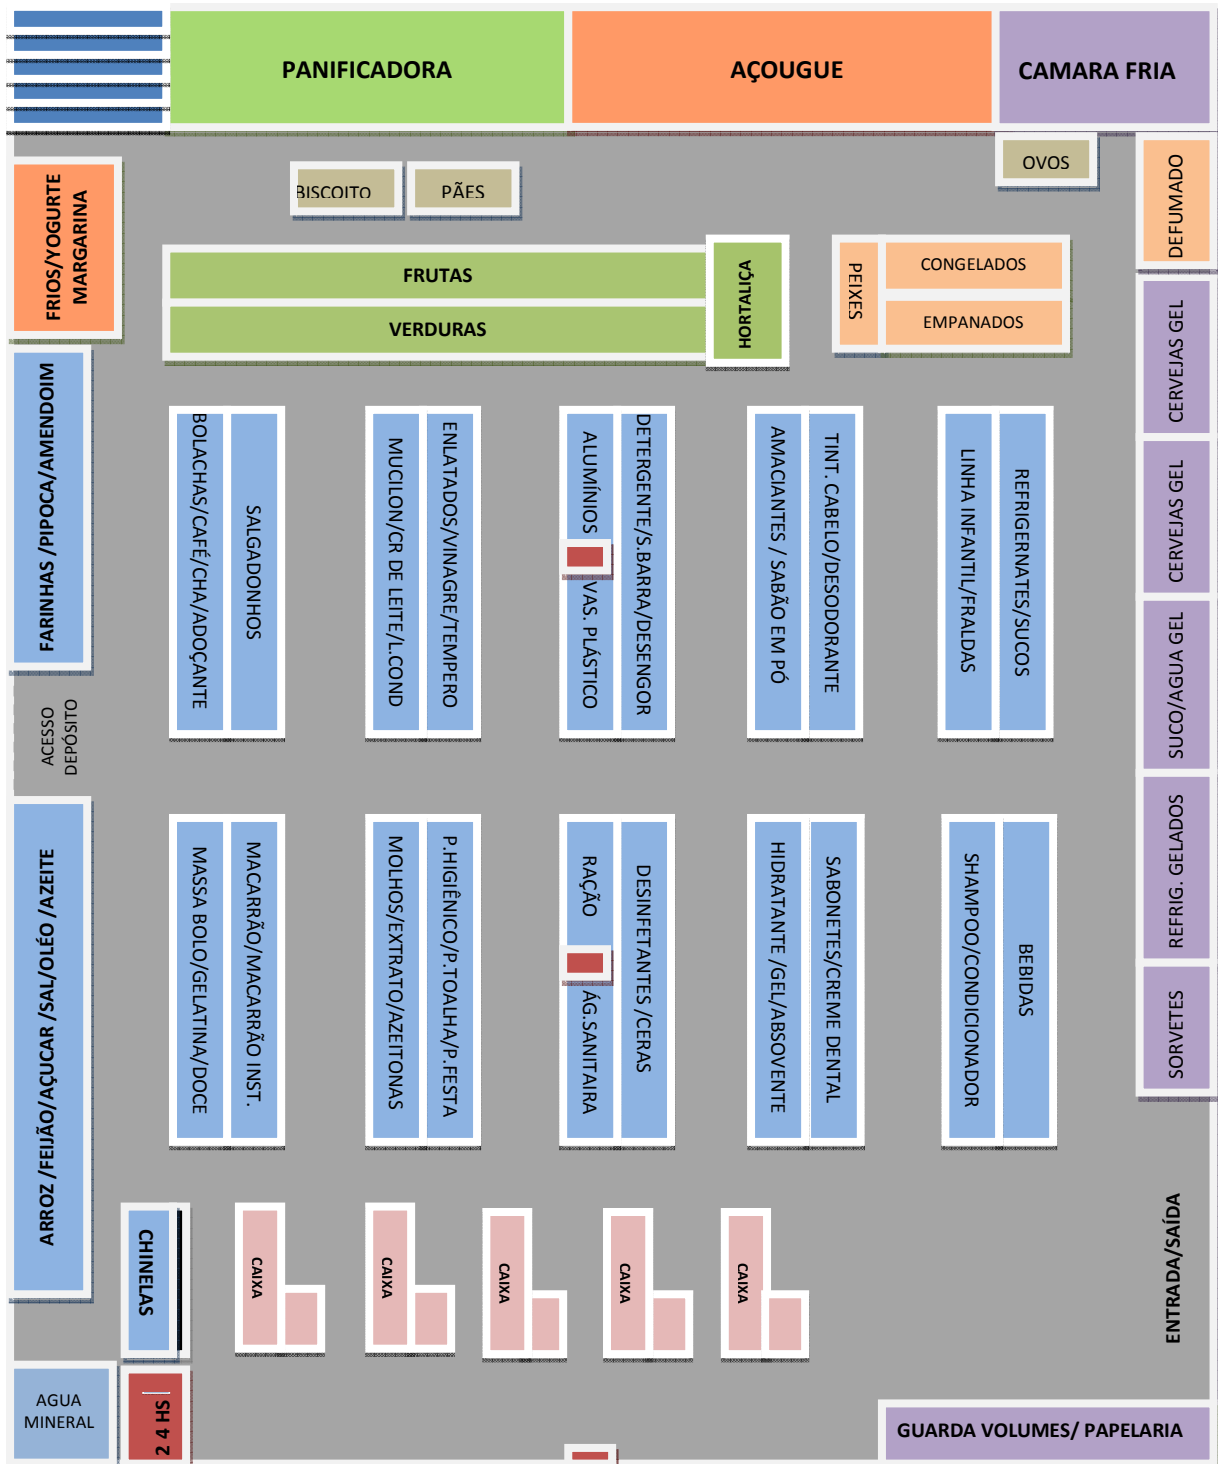 PANIFICADORA
AÇOUGUE
CAMARA FRIA
BISCOITO
PÃES
OVOS
DEFUMADO
FRIOS/YOGURTE
MARGARINA
FRUTAS
VERDURAS
HORTALIÇA
PEIXES
CONGELADOS
EMPANADOS
CERVEJAS GEL
CERVEJAS GEL
SUCO/AGUA GEL
REFRIG. GELADOS
SORVETES
FARINHAS /PIPOCA/AMENDOIM
BOLACHAS/CAFÉ/CHA/ADOÇANTE
SALGADONHOS
MUCILON/CR DE LEITE/L.COND
ENLATADOS/VINAGRE/TEMPERO
ALUMÍNIOS
VAS. PLÁSTICO
DETERGENTE/S.BARRA/DESENGOR
AMACIANTES / SABÃO EM PÓ
TINT. CABELO/DESODORANTE
LINHA INFANTIL/FRALDAS
REFRIGERNATES/SUCOS
ACESSO
DEPÓSITO
ARROZ /FEIJÃO/AÇUCAR /SAL/OLÉO /AZEITE
MASSA BOLO/GELATINA/DOCE
MACARRÃO/MACARRÃO INST.
MOLHOS/EXTRATO/AZEITONAS
P.HIGIÊNICO/P.TOALHA/P.FESTA
RAÇÃO
ÁG.SANITAIRA
DESINFETANTES /CERAS
HIDRATANTE /GEL/ABSOVENTE
SABONETES/CREME DENTAL
SHAMPOO/CONDICIONADOR
BEBIDAS
CHINELAS
CAIXA
CAIXA
CAIXA
CAIXA
CAIXA
ENTRADA/SAÍDA
AGUA
MINERAL
2 4 HS
GUARDA VOLUMES/ PAPELARIA